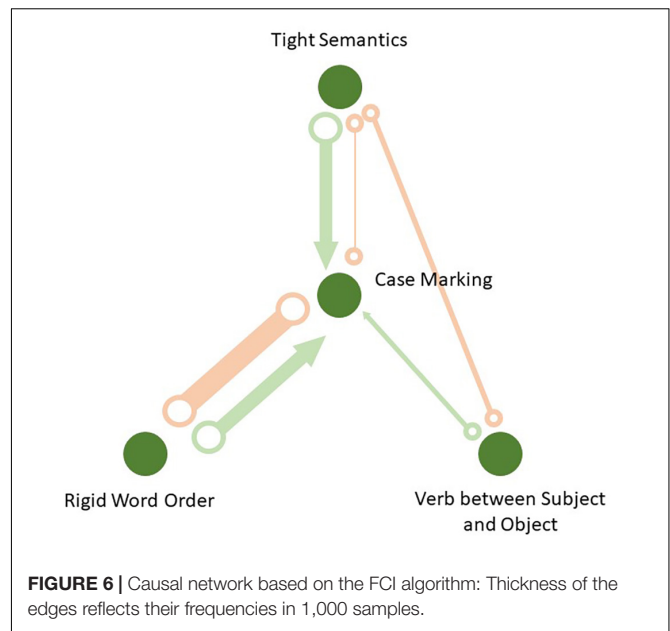 Tight Semantics
Case Marking
Rigid Word Order
Verb between Subject
and Object
FIGURE 6 | Causal network based on the FCI algorithm: Thickness of the
edges reflects their frequencies in 1,000 samples.